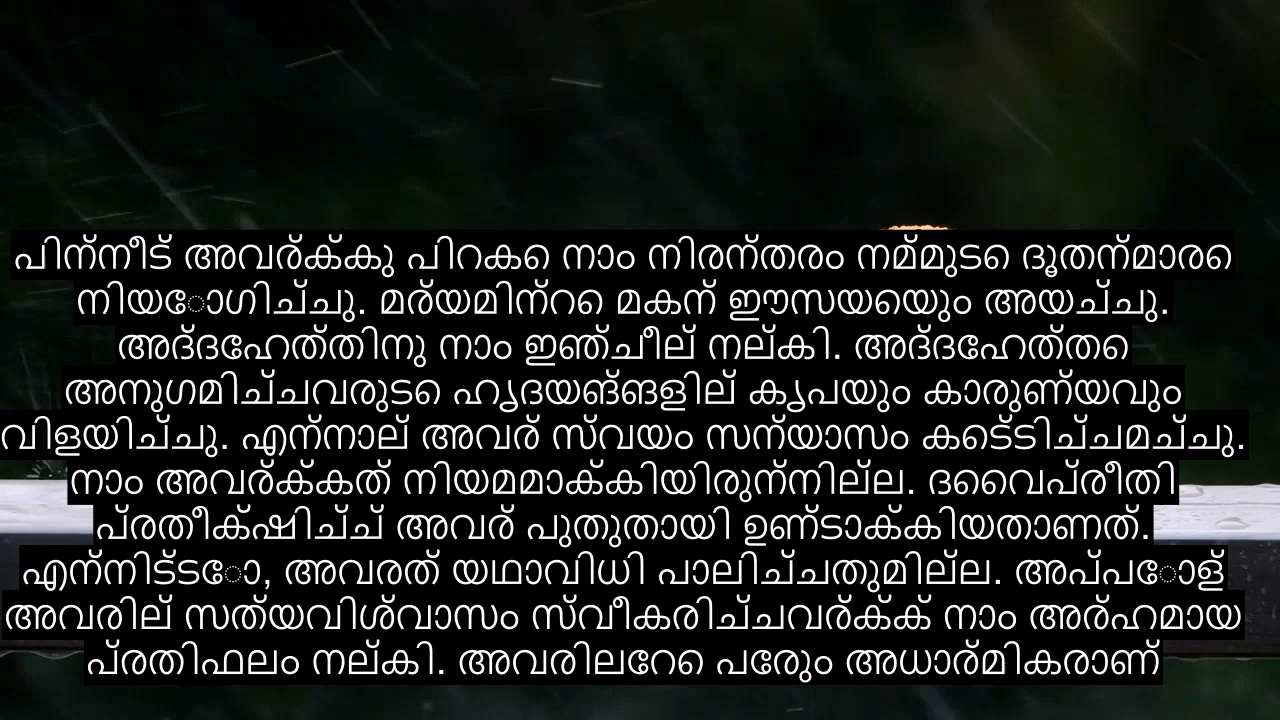 പിന്നീട് അവര്ക്കു പിറകെ നാം നിരന്തരം നമ്മുടെ ദൂതന്മാരെ
നിയോഗിച്ചു. മര്യമിന്റെ മകന് ഈസയെയും അയച്ചു.
അദ്ദേഹത്തിനു നാം ഇഞ്ചീല് നല്കി. അദ്ദേഹത്തെ
അനുഗമിച്ചവരുടെ ഹൃദയങ്ങളില് കൃപയും കാരുണ്യവും
വിളയിച്ചു. എന്നാല് അവര് സ്വയം സന്യാസം കെട്ടിച്ചമച്ചു.
നാം അവര്ക്കത് നിയമമാക്കിയിരുന്നില്ല. ദൈവപ്രീതി
പ്രതീക്ഷിച്ച് അവര് പുതുതായി ഉണ്ടാക്കിയതാണത്.
എന്നിട്ടോ, അവരത് യഥാവിധി പാലിച്ചതുമില്ല. അപ്പോള്
അവരില് സത്യവിശ്വാസം സ്വീകരിച്ചവര്ക്ക് നാം അര്ഹമായ
പ്രതിഫലം നല്കി. അവരിലേറെ പേരും അധാര്മികരാണ്